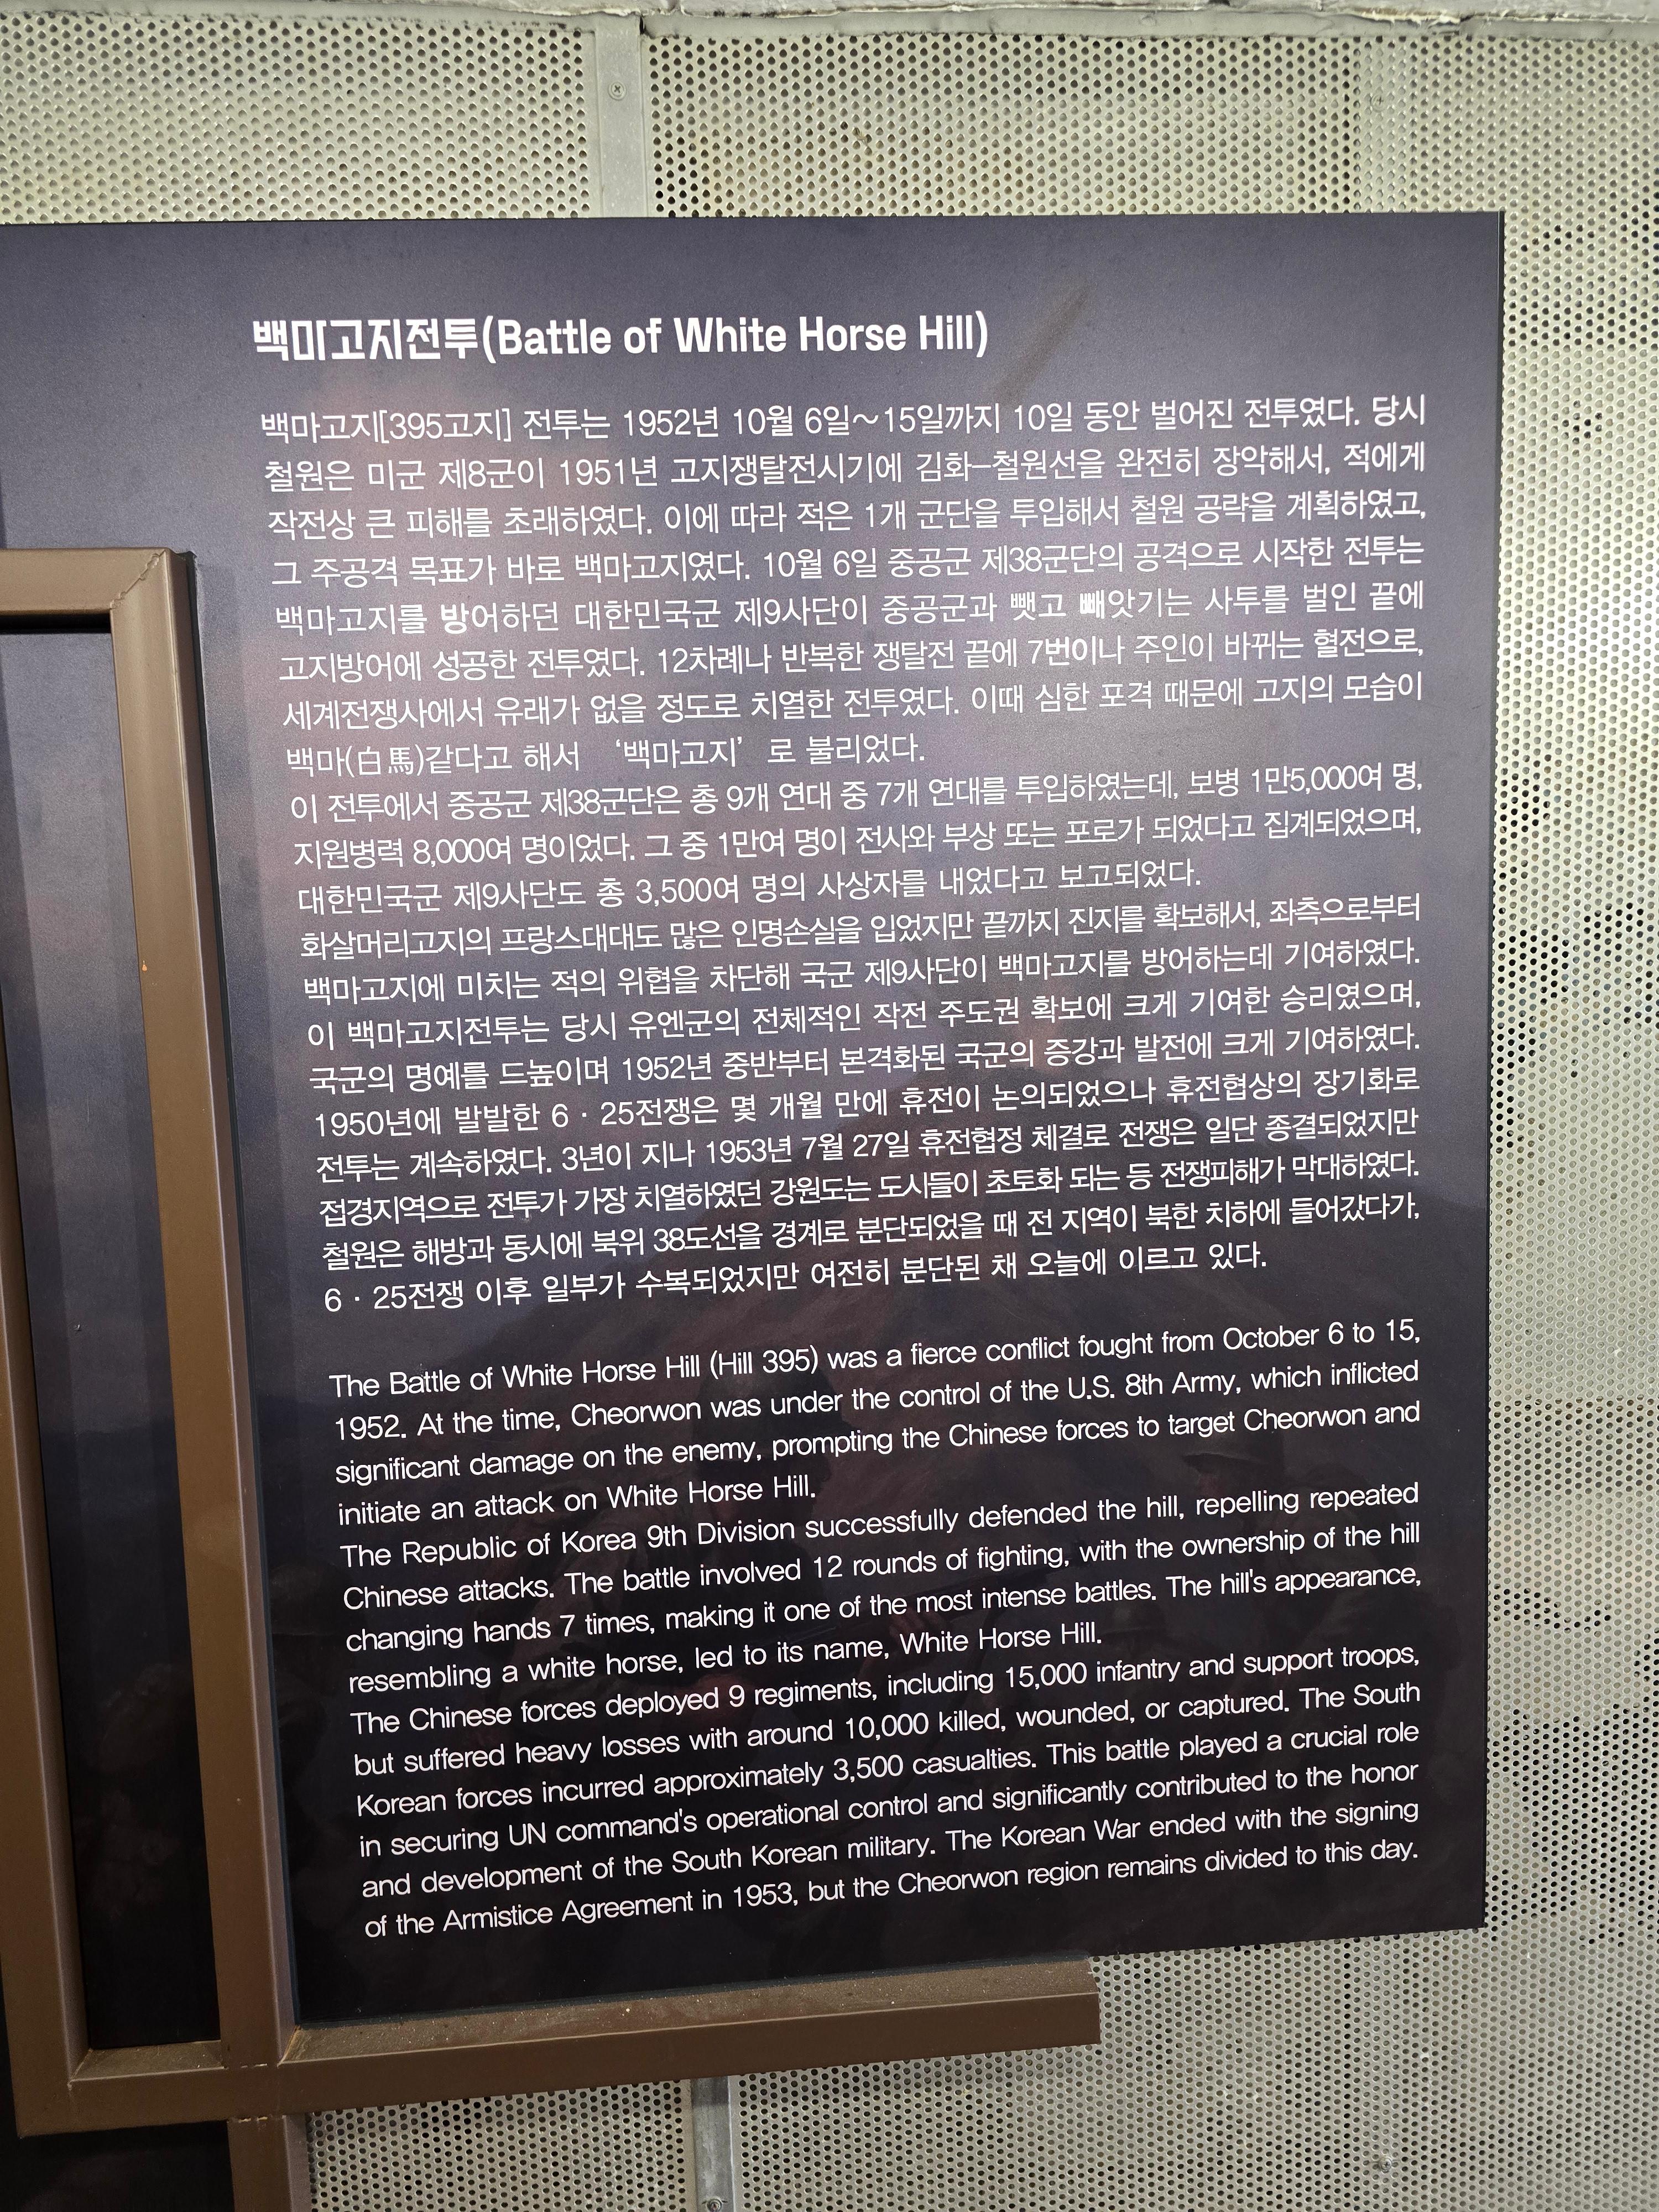 백마고지전투(Battle of White Horse Hill)
백마고지[395고지] 전투는 1952년 10월 6일~15일까지 10일 동안 벌어진 전투였다. 당시
철원은 미군 제8군이 1951년 고지쟁탈전시기에 김화-철원선을 완전히 장악해서, 적에게
작전상 큰 피해를 초래하였다. 이에 따라 적은 1개 군단을 투입해서 철원 공략을 계획하였고,
그 주공격 목표가 바로 백마고지였다. 10월 6일 중공군 제38군단의 공격으로 시작한 전투는
백마고지를 방어하던 대한민국군 제9사단이 중공군과 뺏고 빼앗기는 사투를 벌인 끝에
고지방어에 성공한 전투였다. 12차례나 반복한 쟁탈전 끝에 7번이나 주인이 바뀌는 혈전으로,
세계전쟁사에서 유래가 없을 정도로 치열한 전투였다. 이때 심한 포격 때문에 고지의 모습이
백마(白馬)같다고 해서 ‘백마고지’로 불리었다.
이 전투에서 중공군 제38군단은 총 9개 연대 중 7개 연대를 투입하였는데, 보병 1만5,000여 명,
지원병력 8,000여 명이었다. 그 중 1만여 명이 전사와 부상 또는 포로가 되었다고 집계되었으며,
대한민국군 제9사단도 총 3,500여 명의 사상자를 내었다고 보고되었다.
화살머리고지의 프랑스대대도 많은 인명손실을 입었지만 끝까지 진지를 확보해서, 좌측으로부터
백마고지에 미치는 적의 위협을 차단해 국군 제9사단이 백마고지를 방어하는데 기여하였다.
이 백마고지전투는 당시 유엔군의 전체적인 작전 주도권 확보에 크게 기여한 승리였으며,
국군의 명예를 드높이며 1952년 중반부터 본격화된 국군의 증강과 발전에 크게 기여하였다.
1950년에 발발한 6·25전쟁은 몇 개월 만에 휴전이 논의되었으나 휴전협상의 장기화로
전투는 계속하였다. 3년이 지나 1953년 7월 27일 휴전협정 체결로 전쟁은 일단 종결되었지만
접경지역으로 전투가 가장 치열하였던 강원도는 도시들이 초토화 되는 등 전쟁피해가 막대하였다.
철원은 해방과 동시에 북위 38도선을 경계로 분단되었을 때 전 지역이 북한 치하에 들어갔다가,
6·25전쟁 이후 일부가 수복되었지만 여전히 분단된 채 오늘에 이르고 있다.
The Battle of White Horse Hill (Hill 395) was a fierce conflict fought from October 6 to 15,
1952. At the time, Cheorwon was under the control of the U.S. 8th Army, which inflicted
significant damage on the enemy, prompting the Chinese forces to target Cheorwon and
initiate an attack on White Horse Hill.
The Republic of Korea 9th Division successfully defended the hill, repelling repeated
Chinese attacks. The battle involved 12 rounds of fighting, with the ownership of the hill
changing hands 7 times, making it one of the most intense battles. The hill's appearance,
resembling a white horse, led to its name, White Horse Hill.
The Chinese forces deployed 9 regiments, including 15,000 infantry and support troops,
but suffered heavy losses with around 10,000 killed, wounded, or captured. The South
Korean forces incurred approximately 3,500 casualties. This battle played a crucial role
in securing UN command's operational control and significantly contributed to the honor
and development of the South Korean military. The Korean War ended with the signing
of the Armistice Agreement in 1953, but the Cheorwon region remains divided to this day.